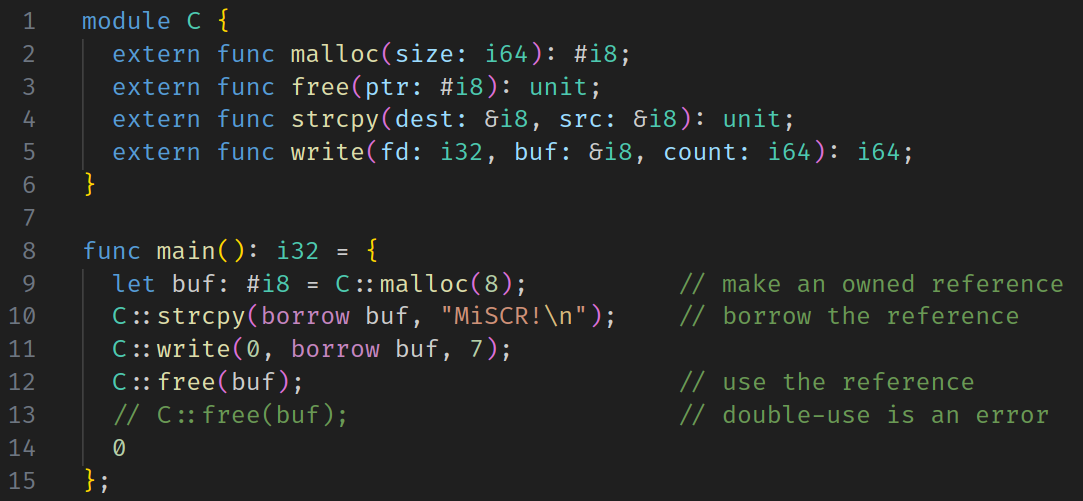 1 module C {
2   extern func malloc(size: i64): #i8;
3   extern func free(ptr: #i8): unit;
4   extern func strcpy(dest: &i8, src: &i8): unit;
5   extern func write(fd: i32, buf: &i8, count: i64): i64;
6 }
7
8 func main(): i32 = {
9   let buf: #i8 = C::malloc(8);          // make an owned reference
10   C::strcpy(borrow buf, "MiSCR!\n");    // borrow the reference
11   C::write(0, borrow buf, 7);
12   C::free(buf);                         // use the reference
13   // C::free(buf);                      // double-use is an error
14   0
15 };